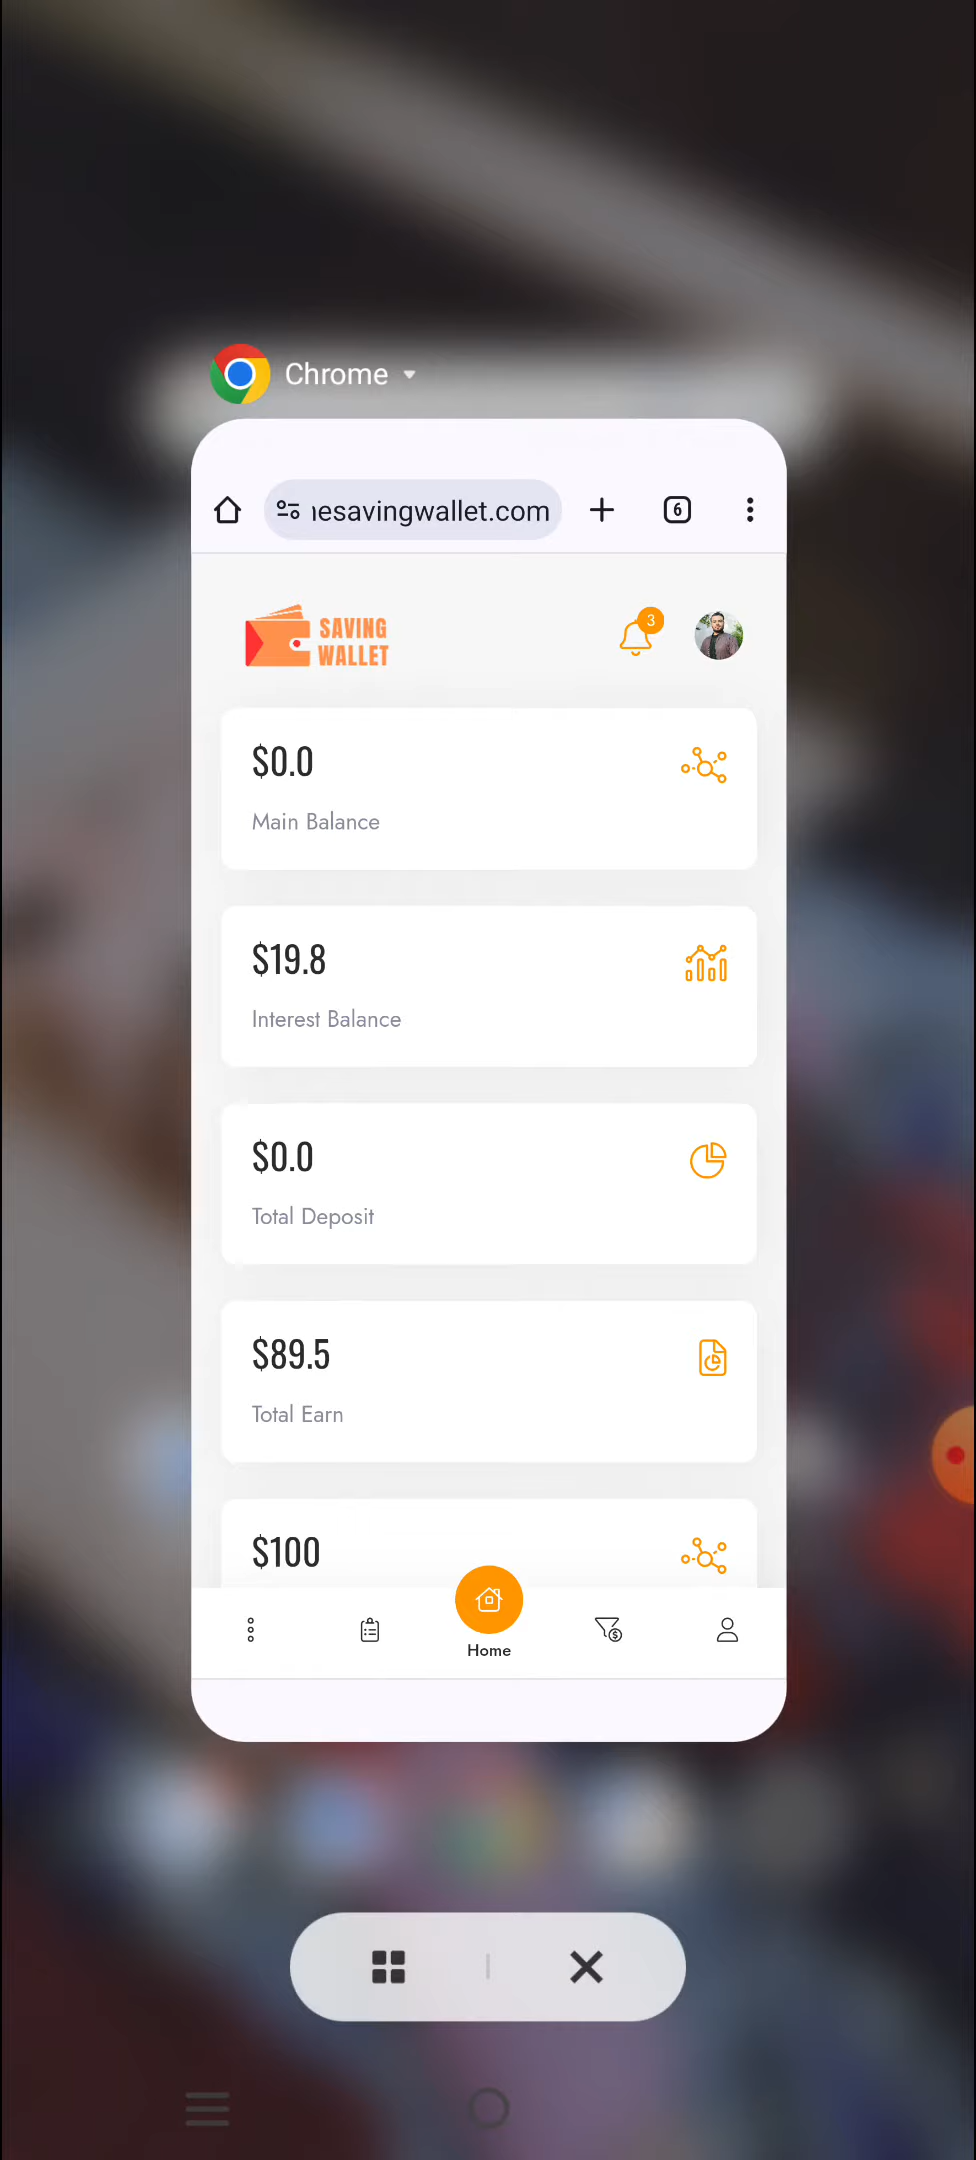 Chrome
nesavingwallet.com
6
SAVING
WALLET
3
$0.0
Main Balance
$19.8
Interest Balance
$0.0
Total Deposit
$89.5
Total Earn
$100
Home